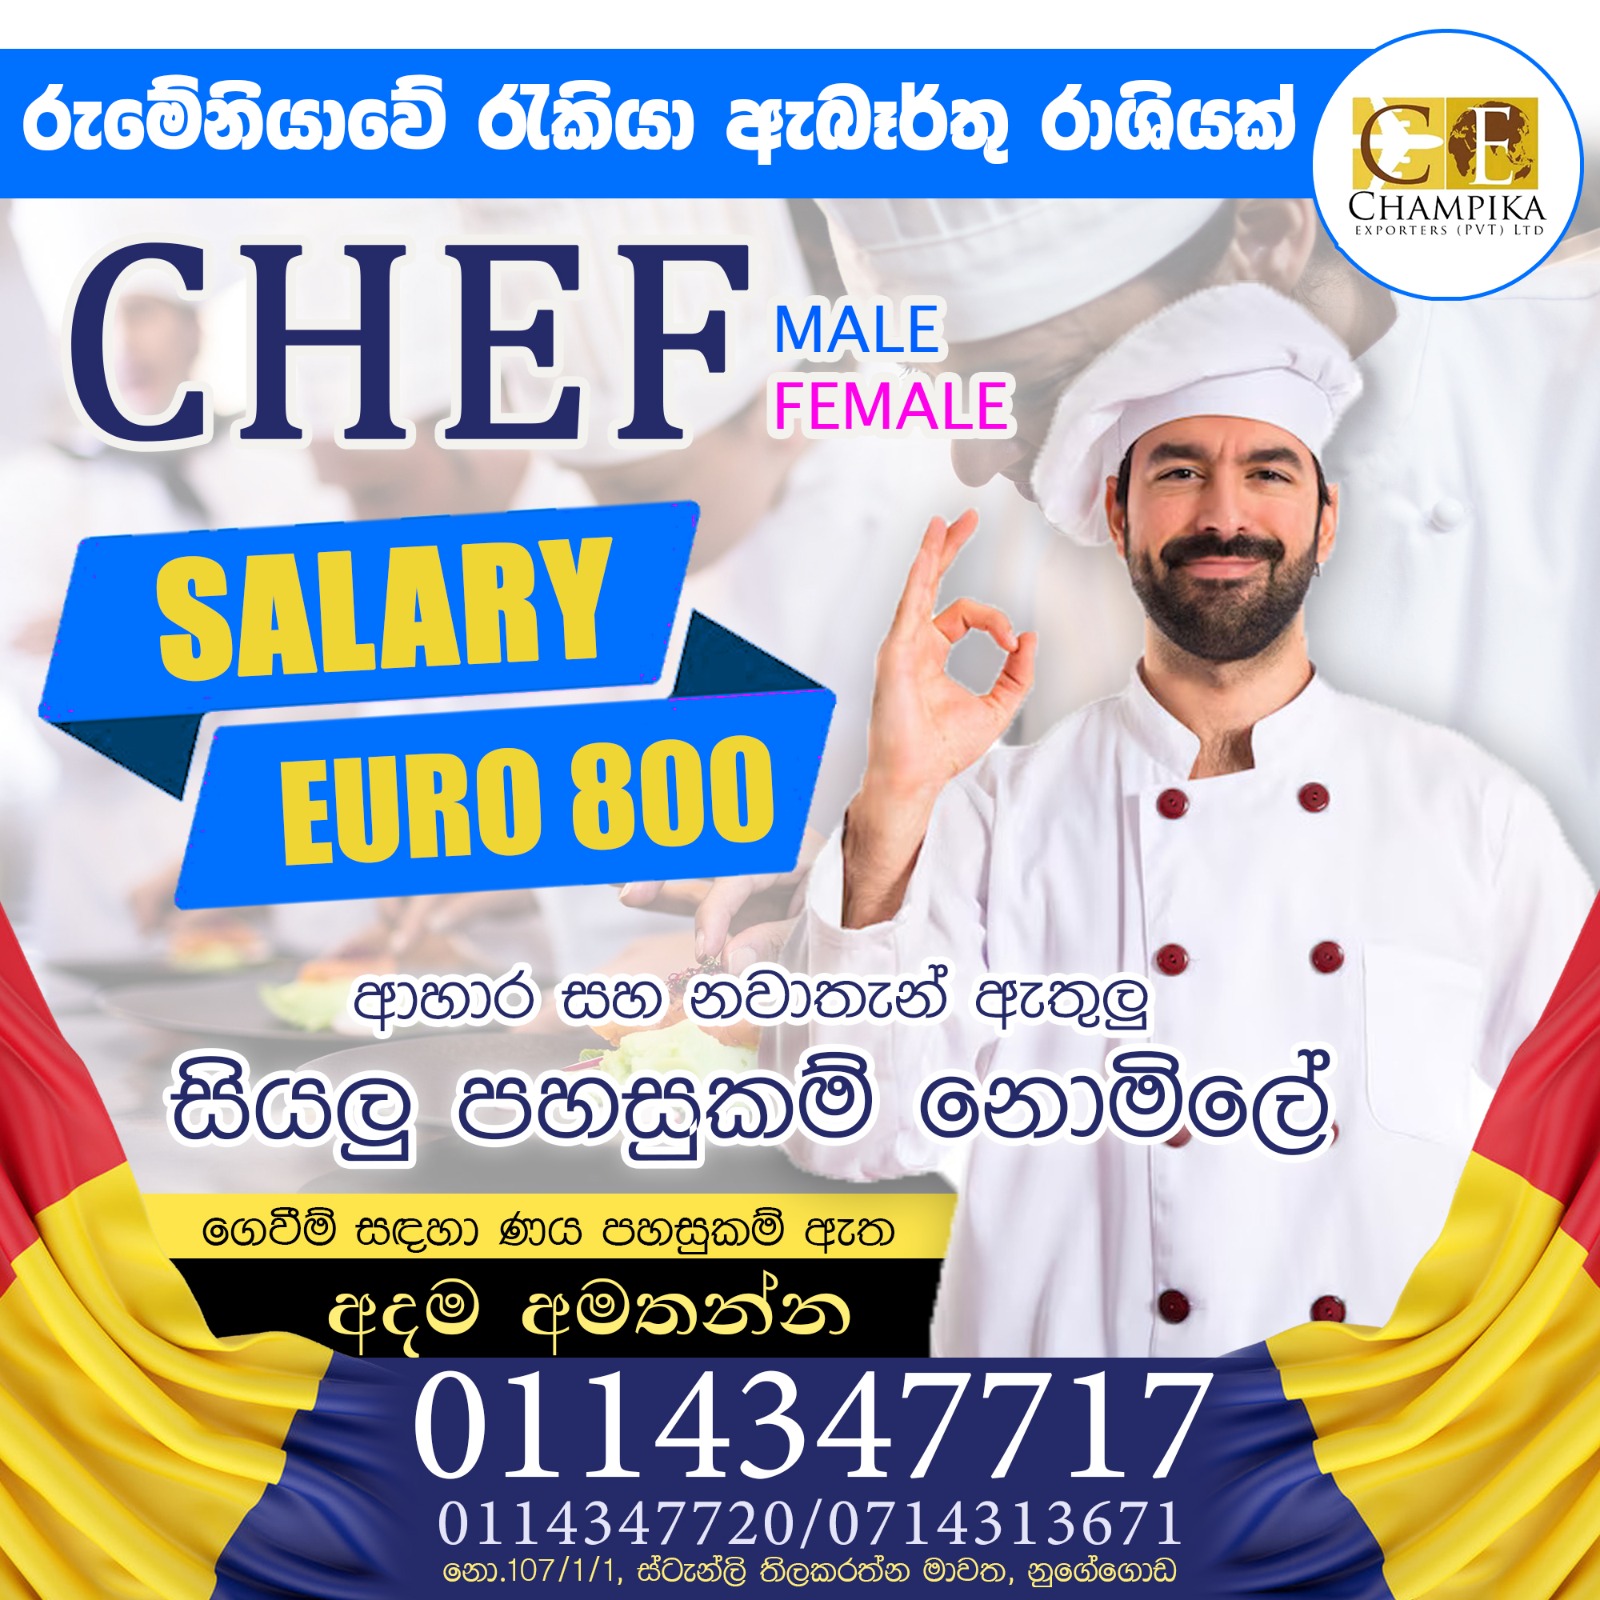 රුමේනියාවේ රැකියා ඇබෑර්තු රාශියක්
CE
CHAMPIKA
EXPORTERS (PVT) LTD
CHEF
MALE
FEMALE
SALARY
EURO 800
ආහාර සහ නවාතැන් ඇතුලු
සියලු පහසුකම් නොමිලේ
ගෙවීම් සඳහා ණය පහසුකම් ඇත
අදම අමතන්න
0114347717
0114347720/0714313671
නො.107/1/1, ස්ටැන්ලි තිලකරත්න මාවත, නුගේගොඩ